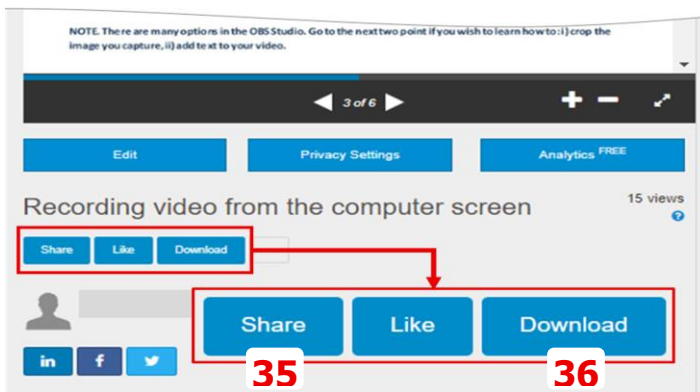 NOTE. There are many options in the OBS Studio. Go to the next two point if you wish to learn how to: i) crop the
image you capture, ii) add text to your video.
3 of 6
Edit Privacy Settings Analytics FREE
Recording video from the computer screen 15 views
?
Share Like Download
Share Like Download
in f
35 36